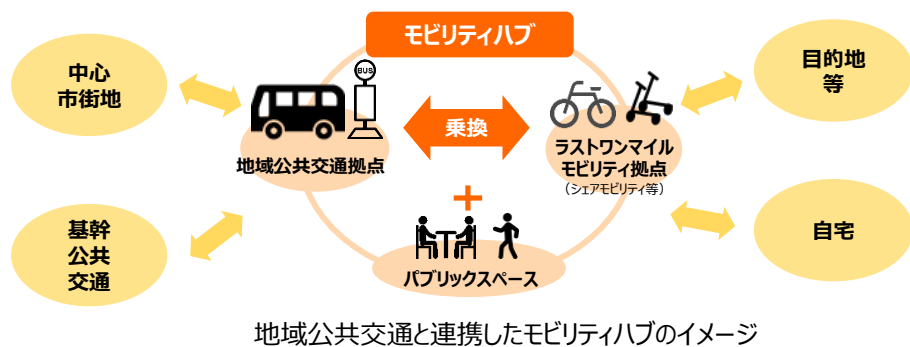 モビリティハブ
中心
市街地
BUS
地域公共交通拠点
乗換
ラストワンマイル
モビリティ拠点
（シェアモビリティ等）
目的地
等
基幹
公共
交通
+
パブリックスペース
自宅
地域公共交通と連携したモビリティハブのイメージ